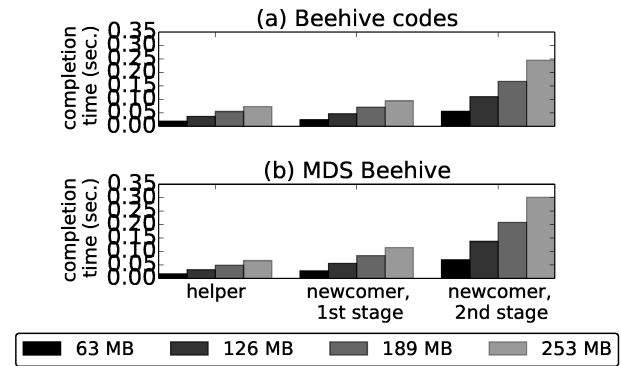 (a) Beehive codes
0.35
0.30
0.25
0.20
0.15
0.10
0.05
0.00
completion
time (sec.)
(b) MDS Beehive
0.35
0.30
0.25
0.20
0.15
0.10
0.05
0.00
completion
time (sec.)
helper
newcomer,
1st stage
newcomer,
2nd stage
63 MB
126 MB
189 MB
253 MB